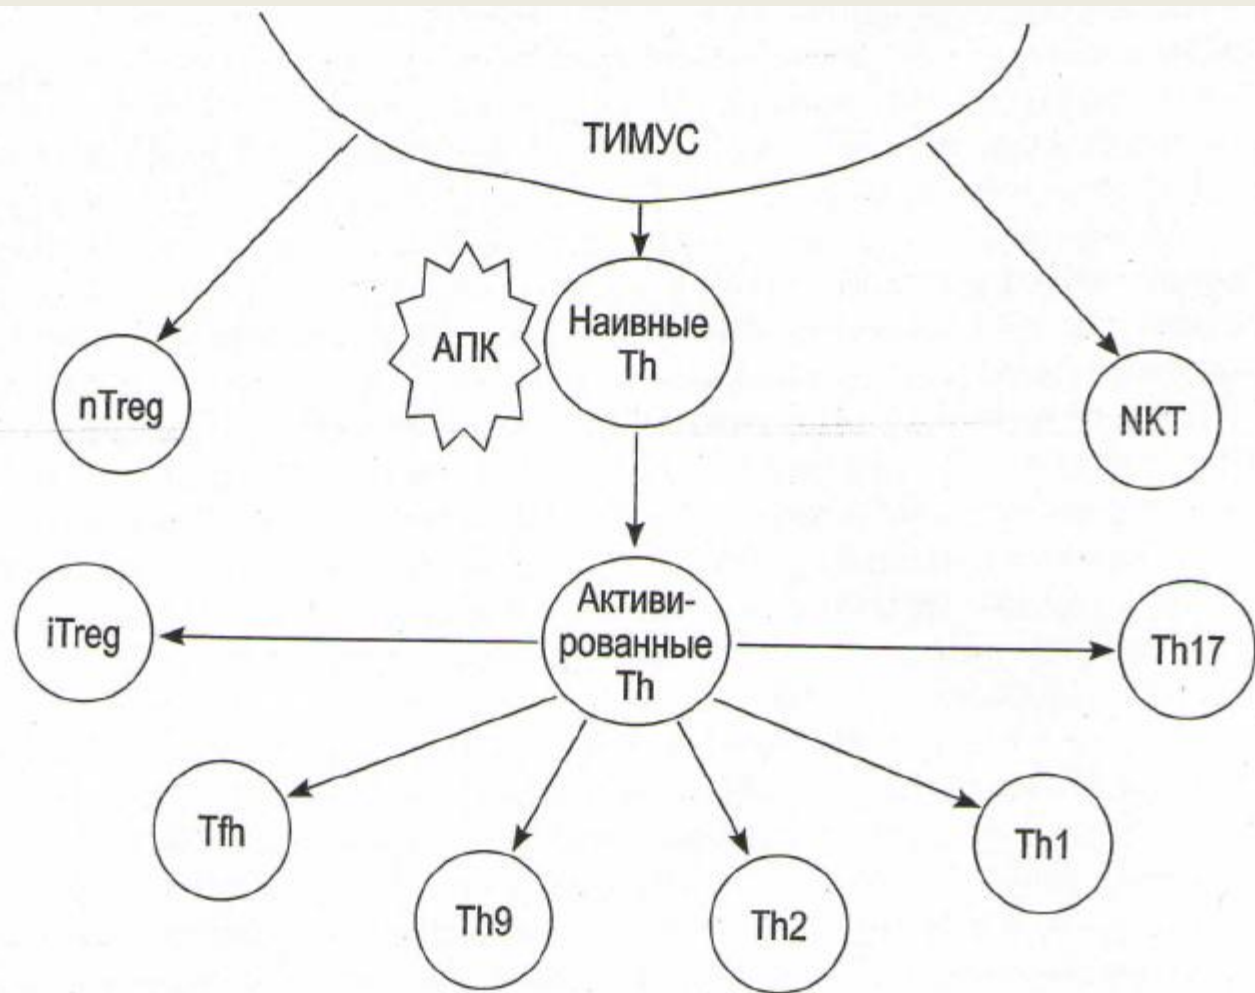 ТИМУС
АПК
Наивные
Th
nTreg
NKT
iTreg
Активи-
рованные
Th
Th17
Tfh
Th9
Th2
Th1